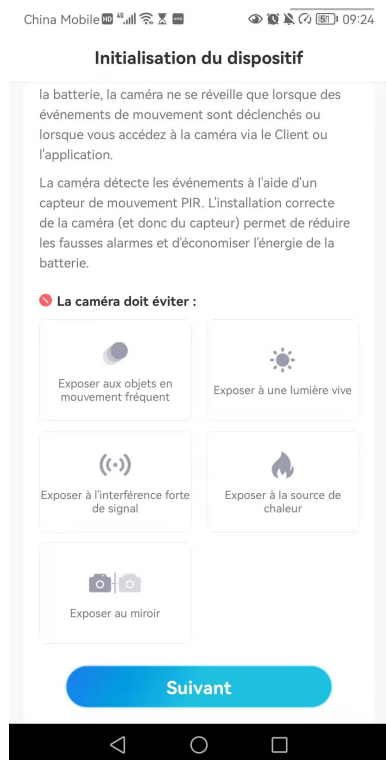 China Mobile HD 4G 51 09:24
Initialisation du dispositif
la batterie, la caméra ne se réveille que lorsque des
événements de mouvement sont déclenchés ou
lorsque vous accédez à la caméra via le Client ou
l'application.
La caméra détecte les événements à l'aide d'un
capteur de mouvement PIR. L'installation correcte
de la caméra (et donc du capteur) permet de réduire
les fausses alarmes et d'économiser l'énergie de la
batterie.
La caméra doit éviter :
Exposer aux objets en
mouvement fréquent
Exposer à une lumière vive
Exposer à l'interférence forte
de signal
Exposer à la source de
chaleur
Exposer au miroir
Suivant